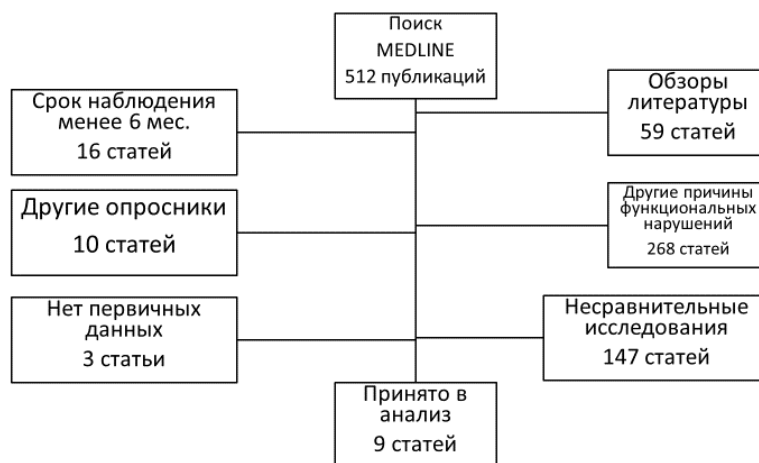 Поиск
MEDLINE
512 публикаций
Срок наблюдения
менее 6 мес.
16 статей
Обзоры
литературы
59 статей
Другие опросники
10 статей
Другие причины
функциональных
нарушений
268 статей
Нет первичных
данных
3 статьи
Несравнительные
исследования
147 статей
Принято в
анализ
9 статей